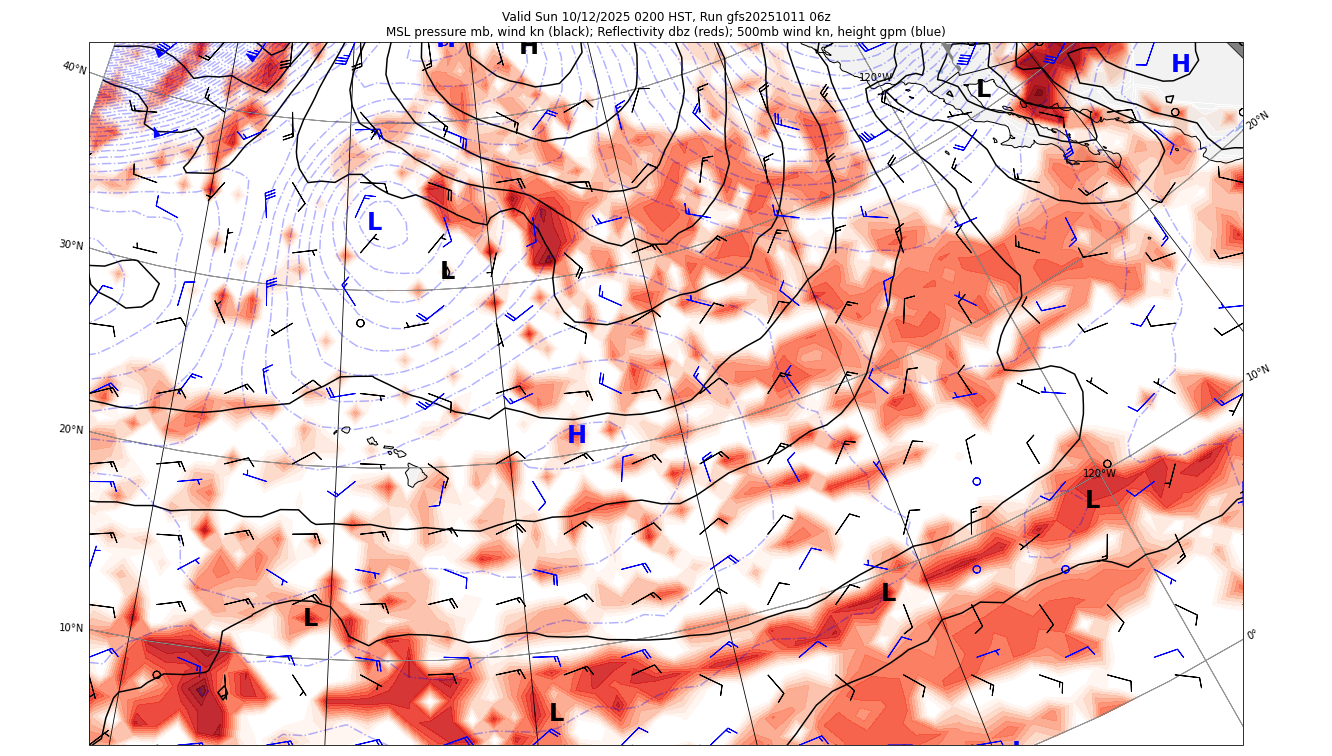 Valid Sun 10/12/2025 0200 HST, Run gfs20251011 06z
MSL pressure mb, wind kn (black); Reflectivity dbz (reds); 500mb wind kn, height gpm (blue)
H
H
L
40°N
120°W
20°N
L
30°N
L
10°N
20°N
H
120°W
L
L
L
10°N
0°
L